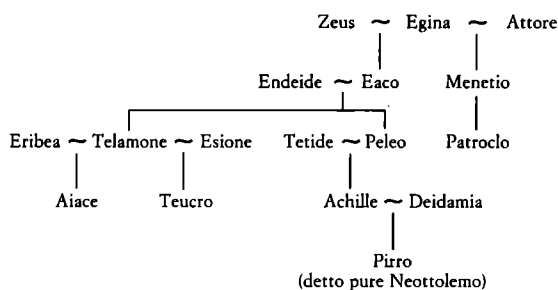 Zeus ~ Egina ~ Attore
Endeide ~ Eaco Menetio
Eribea ~ Telamone ~ Esione Tetide ~ Peleo Patroclo
Aiace Teucro Achille ~ Deidamia
Pirro
(detto pure Neottolemo)